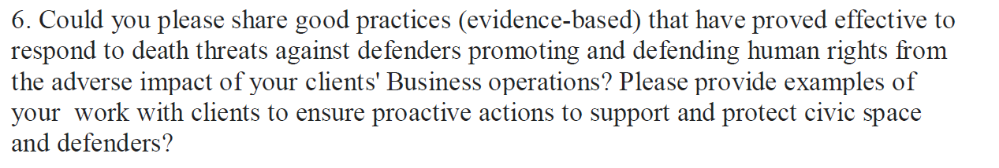 6. Could you please share good practices (evidence-based) that have proved effective to
respond to death threats against defenders promoting and defending human rights from
the adverse impact of your clients' Business operations? Please provide examples of
your  work with clients to ensure proactive actions to support and protect civic space
and defenders?